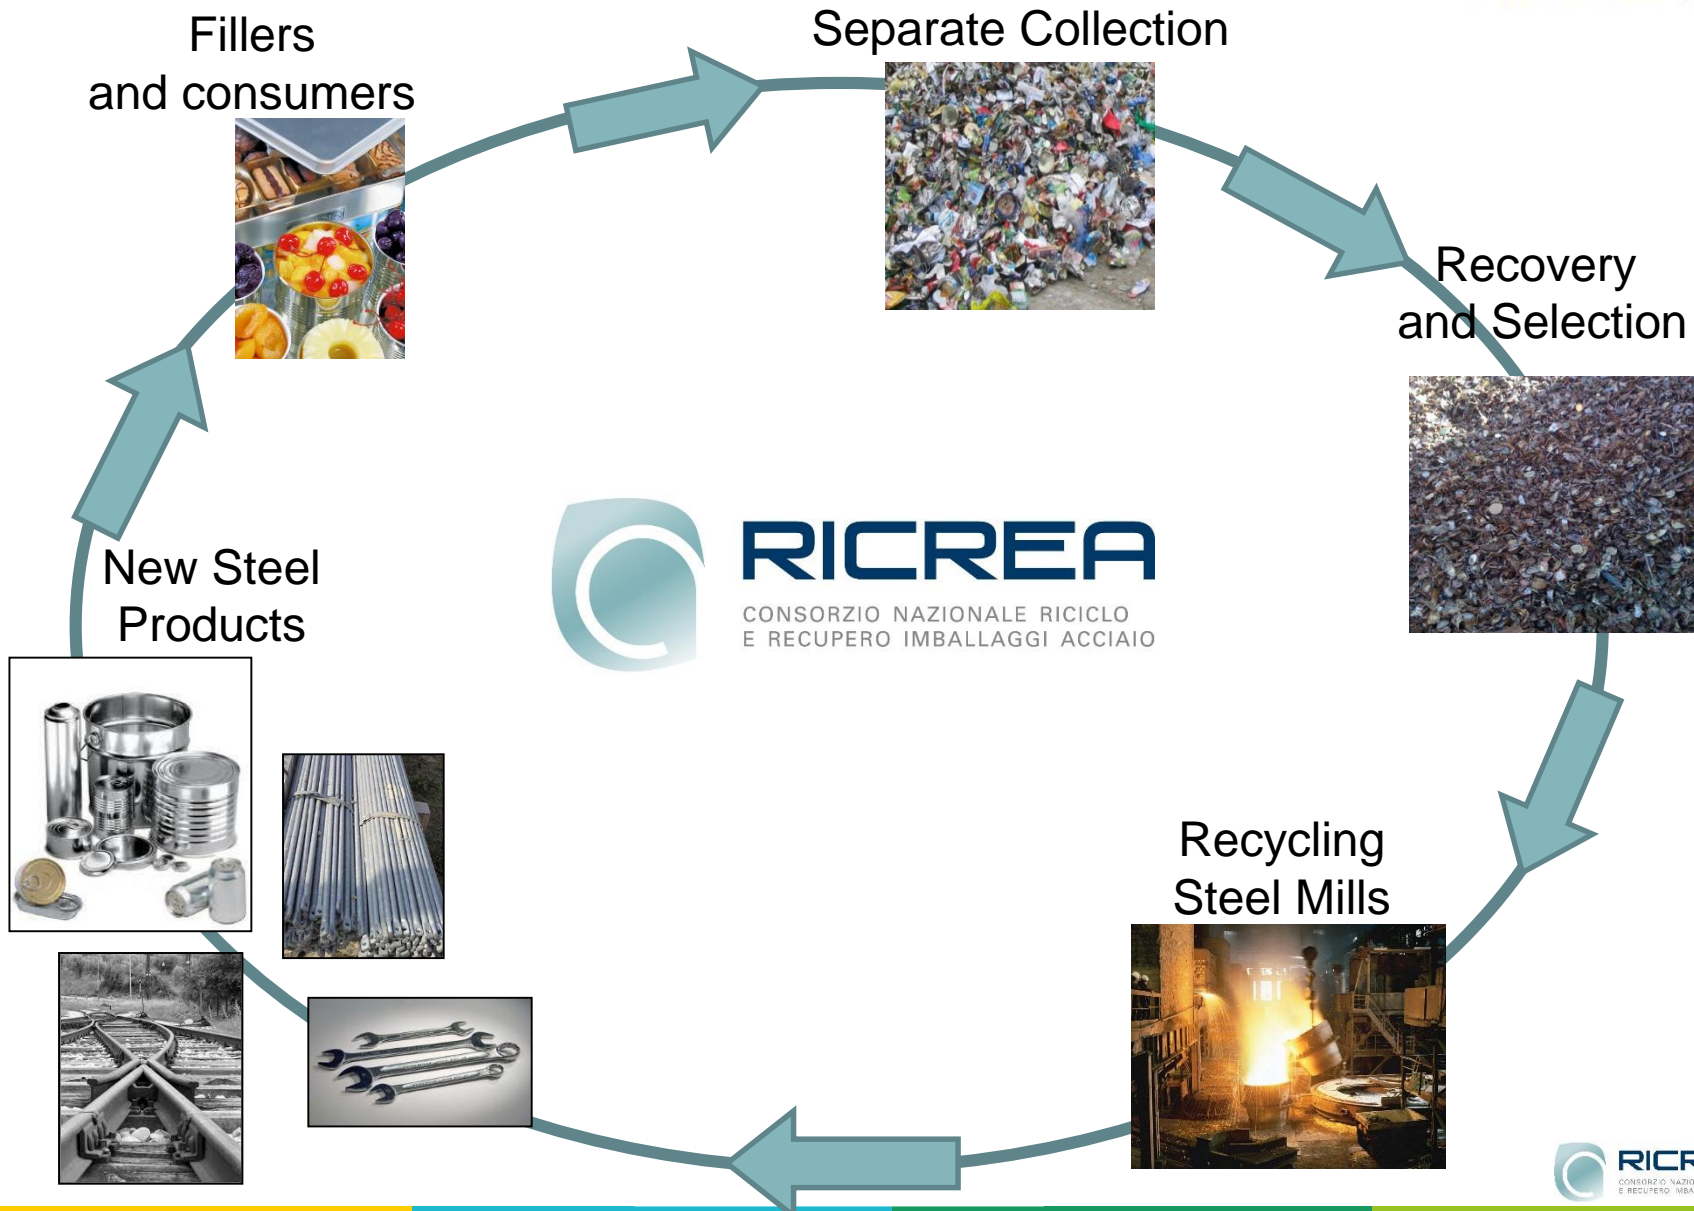 Fillers
and consumers
Separate Collection
Recovery
and Selection
New Steel
Products
RICREA
CONSORZIO NAZIONALE RICICLO
E RECUPERO IMBALLAGGI ACCIAIO
Recycling
Steel Mills